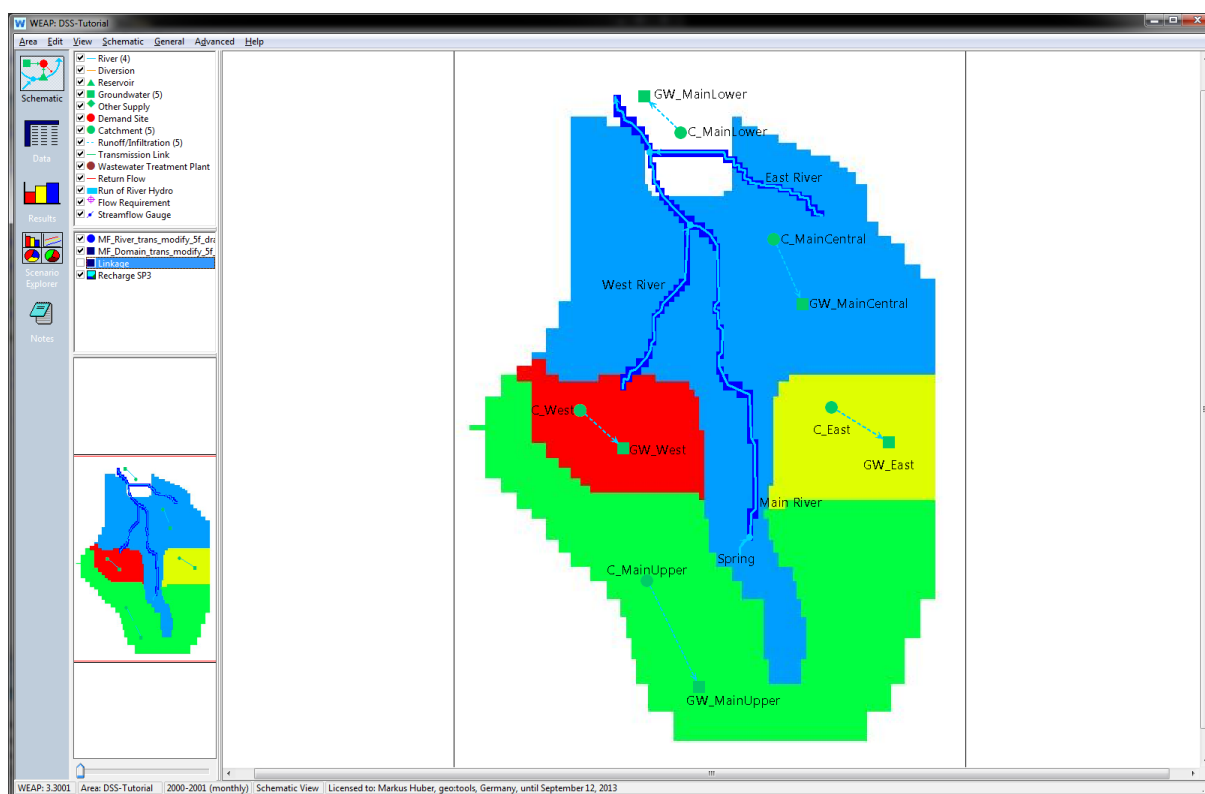 WEAP: DSS-Tutorial
Area Edit View Schematic General Advanced Help
Schematic
Data
Results
Scenario
Explorer
Notes
River (4)
Diversion
Reservoir
Groundwater (5)
Other Supply
Demand Site
Catchment (5)
Runoff/Infiltration (5)
Transmission Link
Wastewater Treatment Plant
Return Flow
Run of River Hydro
Flow Requirement
Streamflow Gauge
MF_River_trans_modify_5f_dra
MF_Domain_trans_modify_5f_
Linkage
Recharge SP3
GW_MainLower
C_MainLower
East River
C_MainCentral
West River
GW_MainCentral
C_West
C_East
GW_West
GW_East
Main River
Spring
C_MainUpper
GW_MainUpper
WEAP: 3.3001 Area: DSS-Tutorial 2000-2001 (monthly) Schematic View Licensed to: Markus Huber, geo:tools, Germany, until September 12, 2013